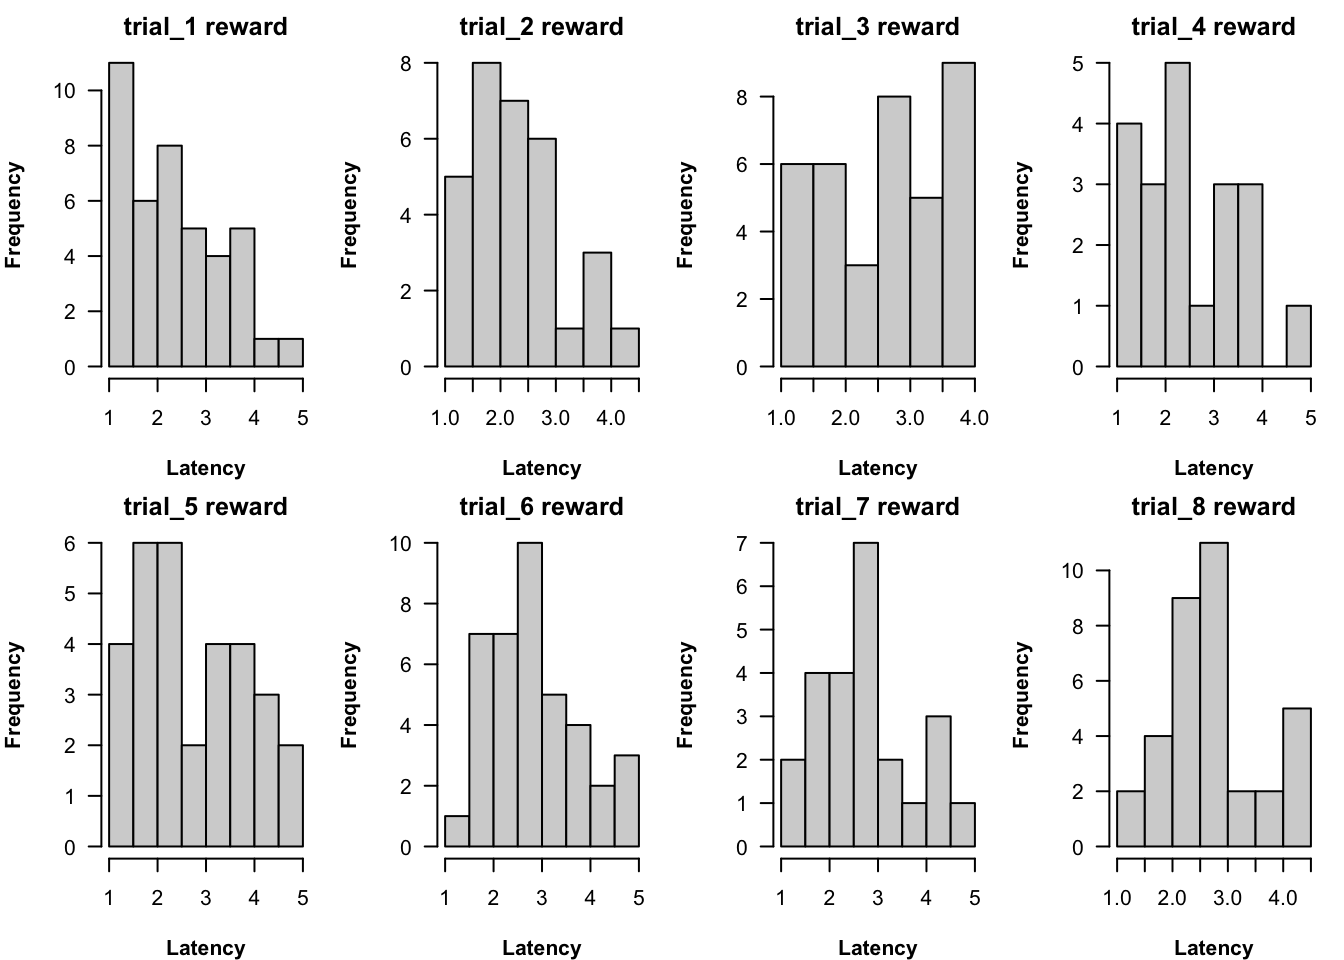 trial_1 reward
Frequency
10
8
6
4
2
0
1 2 3 4 5
Latency
trial_2 reward
Frequency
8
6
4
2
0
1.0 2.0 3.0 4.0
Latency
trial_3 reward
Frequency
8
6
4
2
0
1.0 2.0 3.0 4.0
Latency
trial_4 reward
Frequency
5
4
3
2
1
0
1 2 3 4 5
Latency
trial_5 reward
Frequency
6
5
4
3
2
1
0
1 2 3 4 5
Latency
trial_6 reward
Frequency
10
8
6
4
2
0
1 2 3 4 5
Latency
trial_7 reward
Frequency
7
6
5
4
3
2
1
0
1 2 3 4 5
Latency
trial_8 reward
Frequency
10
8
6
4
2
0
1.0 2.0 3.0 4.0
Latency